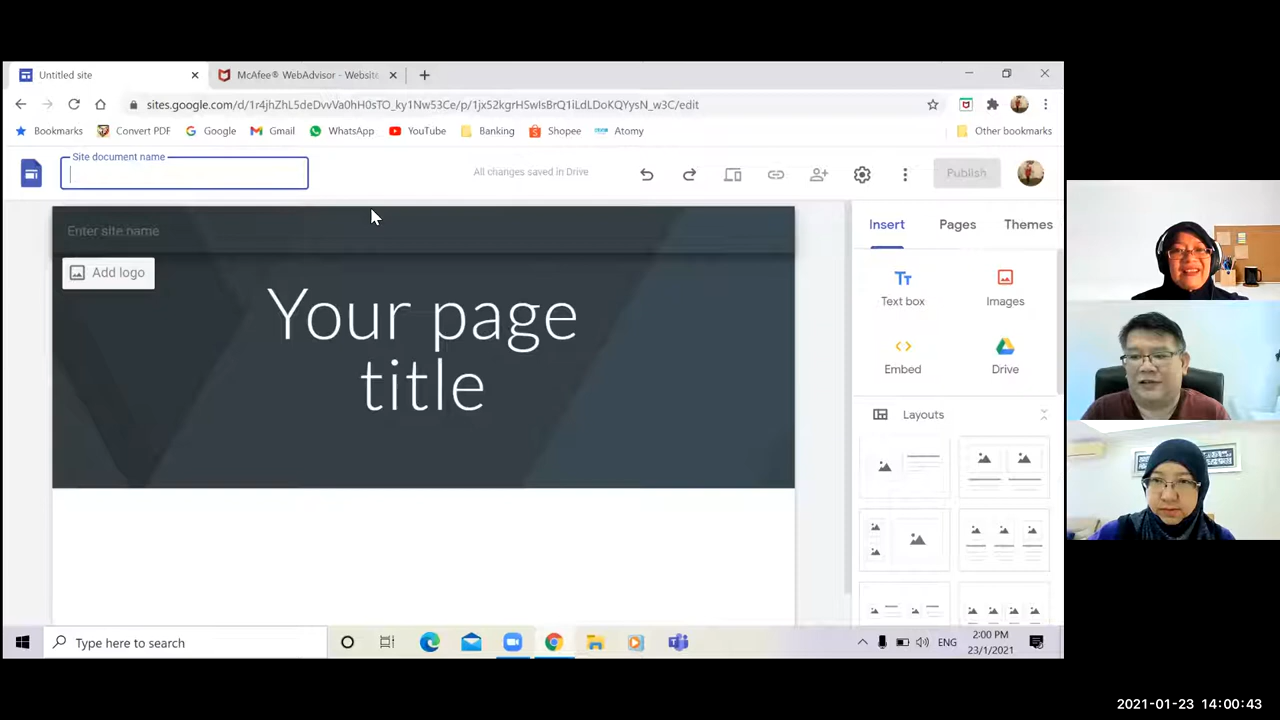 Untitled site
McAfee® WebAdvisor - Website
sites.google.com/d/1r4jhZhL5deDvvVa0hH0sTO_ky1Nw53Ce/p/1jx52kgrHSwIsBrQ1iLdLDoKQYysN_w3C/edit
Bookmarks Convert PDF Google Gmail WhatsApp YouTube Banking Shopee Atomy Other bookmarks
Site document name
All changes saved in Drive
Publish
Enter site name
Insert Pages Themes
Add logo
Your page
title
Text box Images
Embed Drive
Layouts
Type here to search
ENG
2:00 PM
23/1/2021
2021-01-23 14:00:43